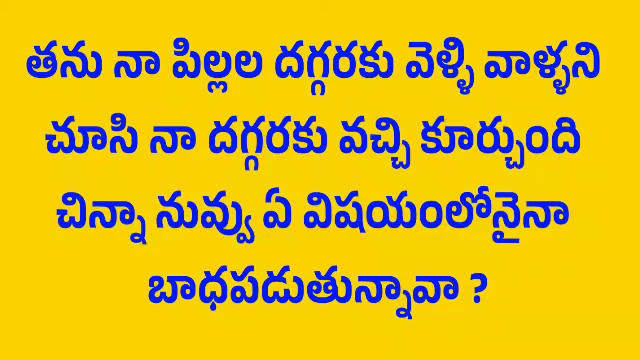 తను నా పిల్లల దగ్గరకు వెళ్ళి వాళ్ళని
చూసి నా దగ్గరకు వచ్చి కూర్చుంది
చిన్నా నువ్వు ఏ విషయంలోనైనా
బాధపడుతున్నావా ?